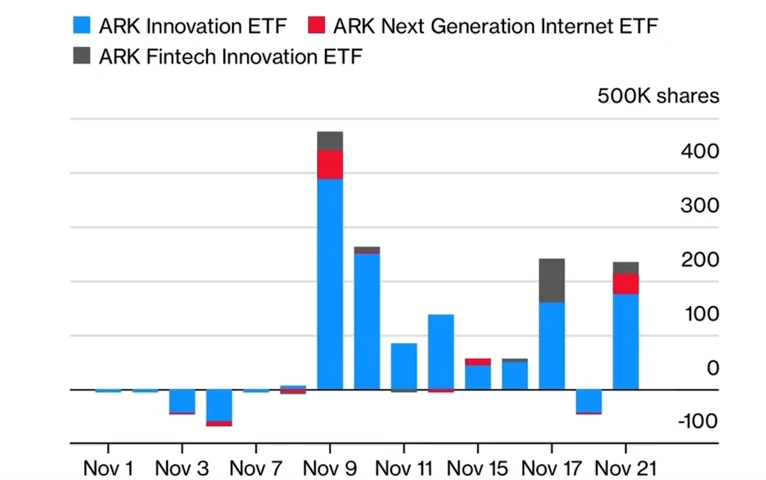 ARK Innovation ETF ARK Next Generation Internet ETF
ARK Fintech Innovation ETF
500K shares
400
300
200
100
0
-100
Nov 1 Nov 3 Nov 7 Nov 9 Nov 11 Nov 15 Nov 17 Nov 21